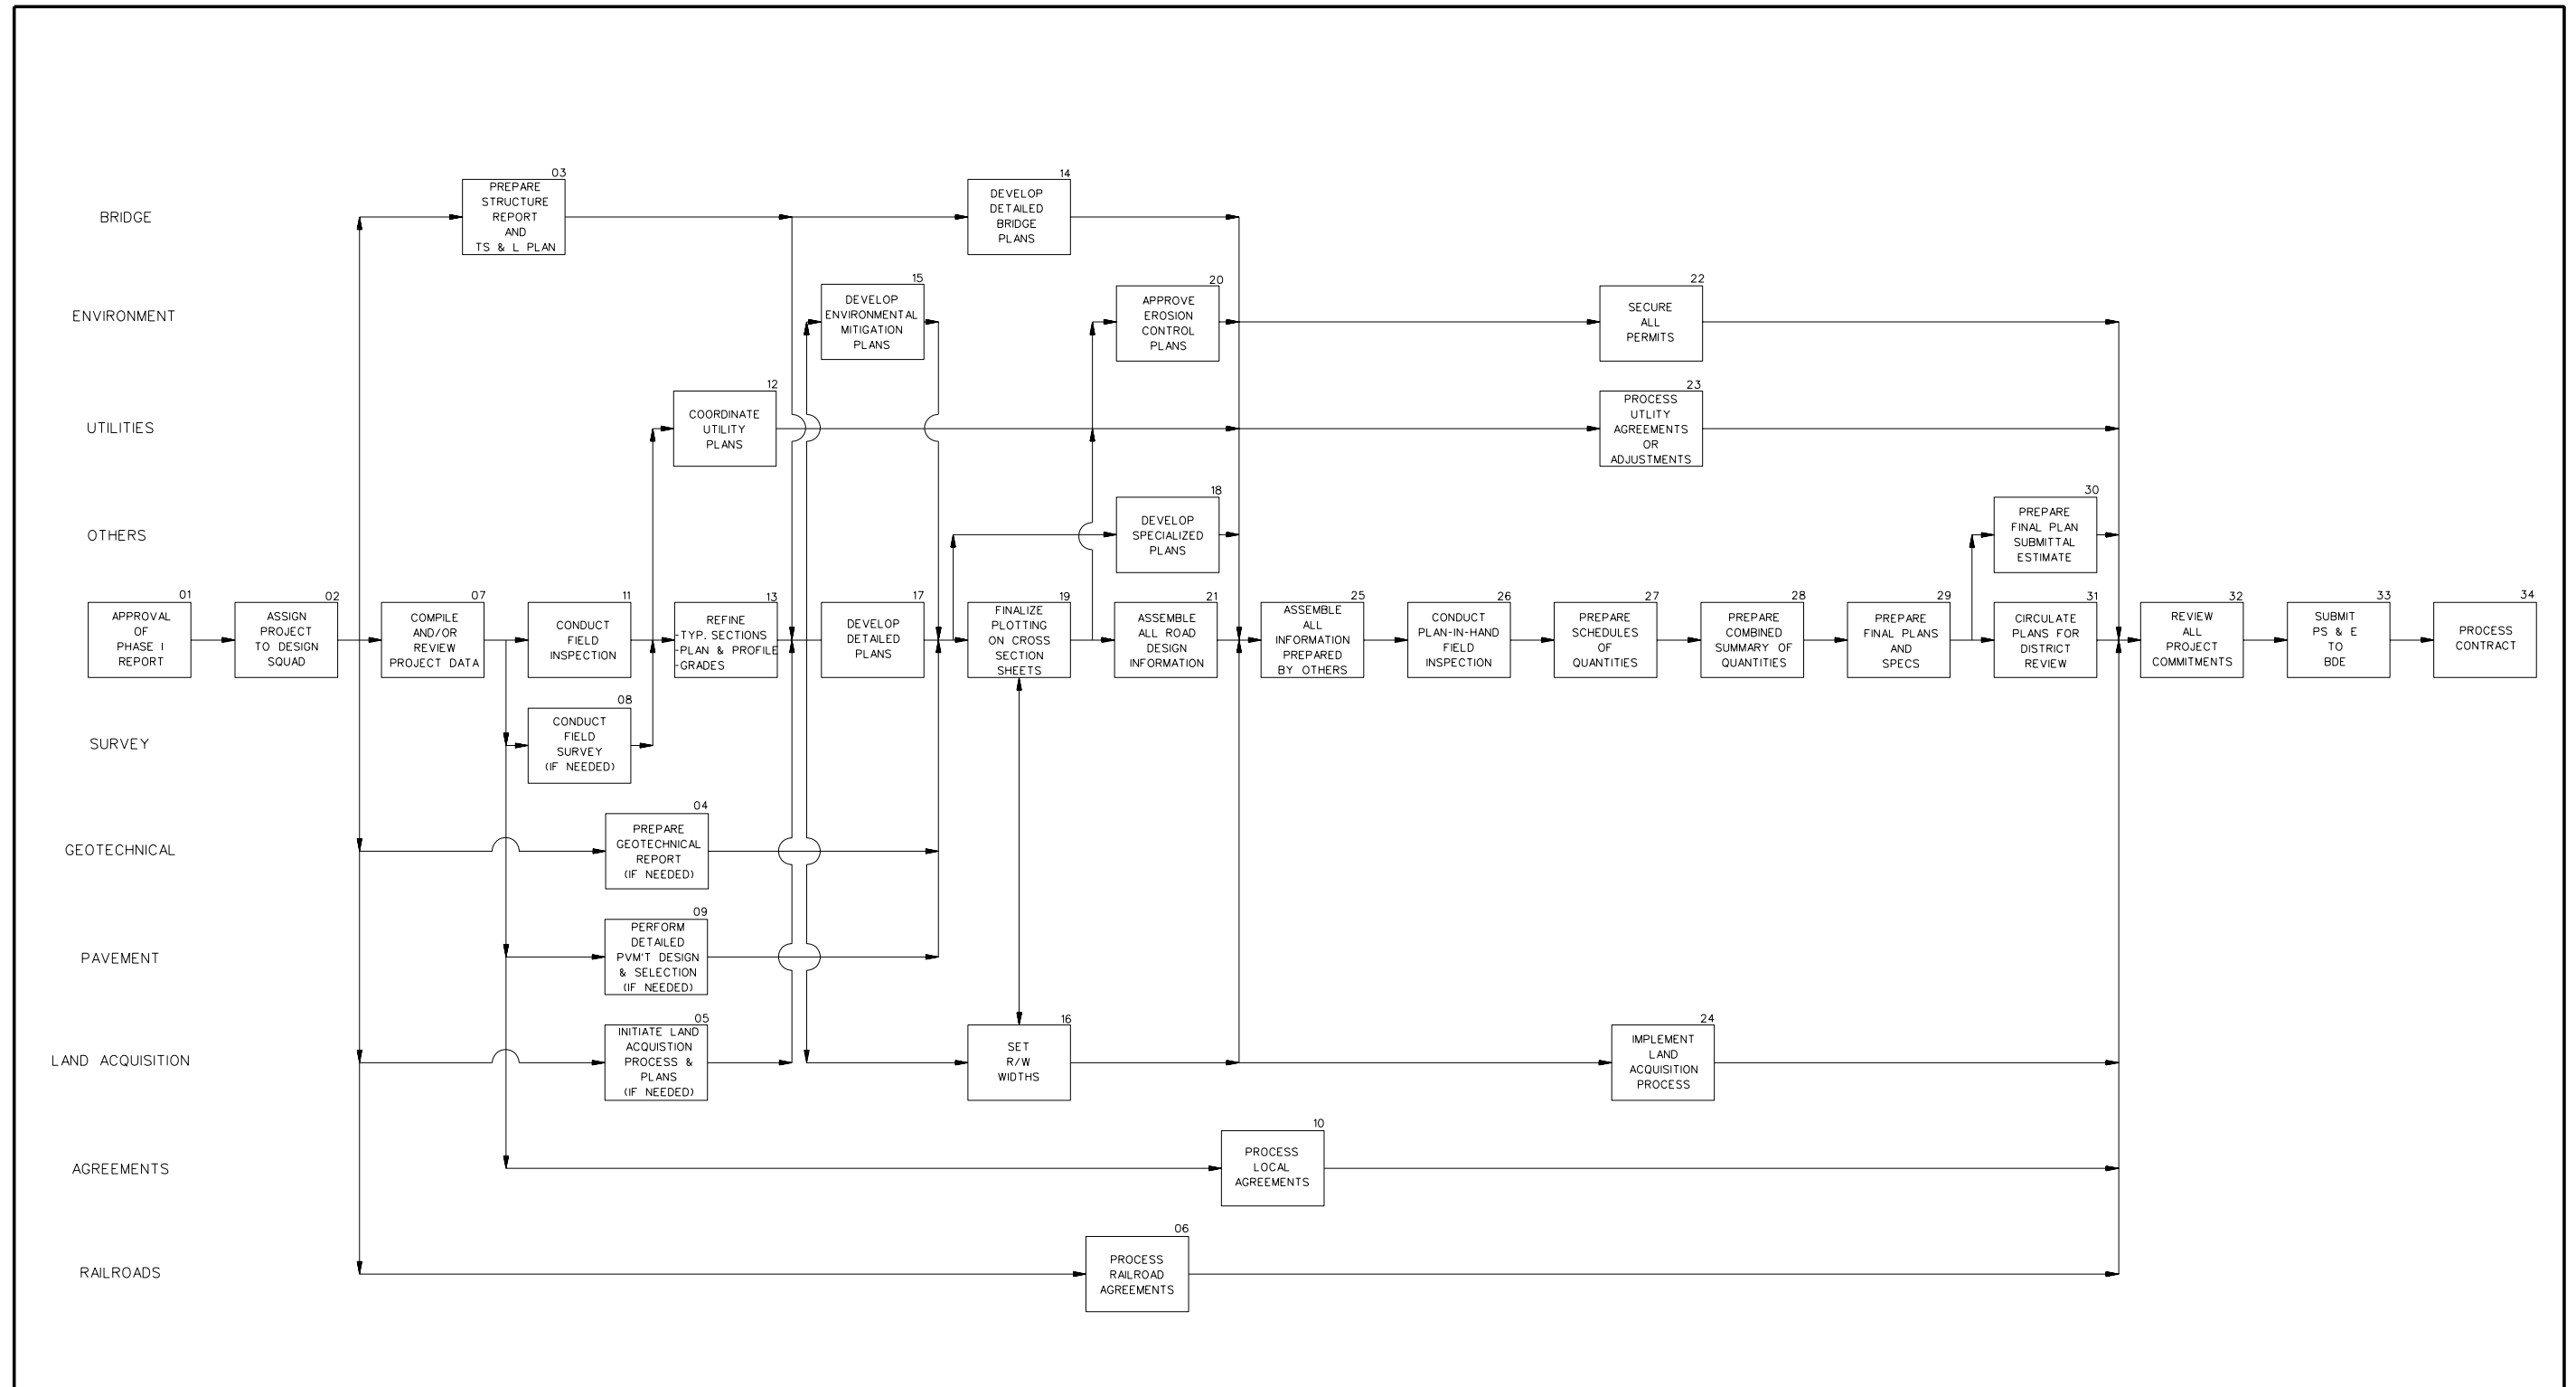 03
PREPARE
STRUCTURE
REPORT
AND
TS & L PLAN
14
DEVELOP
DETAILED
BRIDGE
PLANS
BRIDGE
15
DEVELOP
ENVIRONMENTAL
MITIGATION
PLANS
20
APPROVE
EROSION
CONTROL
PLANS
22
SECURE
ALL
PERMITS
ENVIRONMENT
12
COORDINATE
UTILITY
PLANS
23
PROCESS
UTLITY
AGREEMENTS
OR
ADJUSTMENTS
UTILITIES
18
DEVELOP
SPECIALIZED
PLANS
30
PREPARE
FINAL PLAN
SUBMITTAL
ESTIMATE
OTHERS
01
APPROVAL
OF
PHASE I
REPORT
02
ASSIGN
PROJECT
TO DESIGN
SQUAD
07
COMPILE
AND/OR
REVIEW
PROJECT DATA
11
CONDUCT
FIELD
INSPECTION
13
REFINE
-TYP. SECTIONS
-PLAN & PROFILE
-GRADES
17
DEVELOP
DETAILED
PLANS
19
FINALIZE
PLOTTING
ON CROSS
SECTION
SHEETS
21
ASSEMBLE
ALL ROAD
DESIGN
INFORMATION
25
ASSEMBLE
ALL
INFORMATION
PREPARED
BY OTHERS
26
CONDUCT
PLAN-IN-HAND
FIELD
INSPECTION
27
PREPARE
SCHEDULES
OF
QUANTITIES
28
PREPARE
COMBINED
SUMMARY OF
QUANTITIES
29
PREPARE
FINAL PLANS
AND
SPECS
31
CIRCULATE
PLANS FOR
DISTRICT
REVIEW
32
REVIEW
ALL
PROJECT
COMMITMENTS
33
SUBMIT
PS & E
TO
BDE
34
PROCESS
CONTRACT
08
CONDUCT
FIELD
SURVEY
(IF NEEDED)
SURVEY
04
PREPARE
GEOTECHNICAL
REPORT
(IF NEEDED)
GEOTECHNICAL
09
PERFORM
DETAILED
PVM'T DESIGN
& SELECTION
(IF NEEDED)
PAVEMENT
05
INITIATE LAND
ACQUISTION
PROCESS &
PLANS
(IF NEEDED)
16
SET
R/W
WIDTHS
24
IMPLEMENT
LAND
ACQUISITION
PROCESS
LAND ACQUISITION
10
PROCESS
LOCAL
AGREEMENTS
AGREEMENTS
06
PROCESS
RAILROAD
AGREEMENTS
RAILROADS